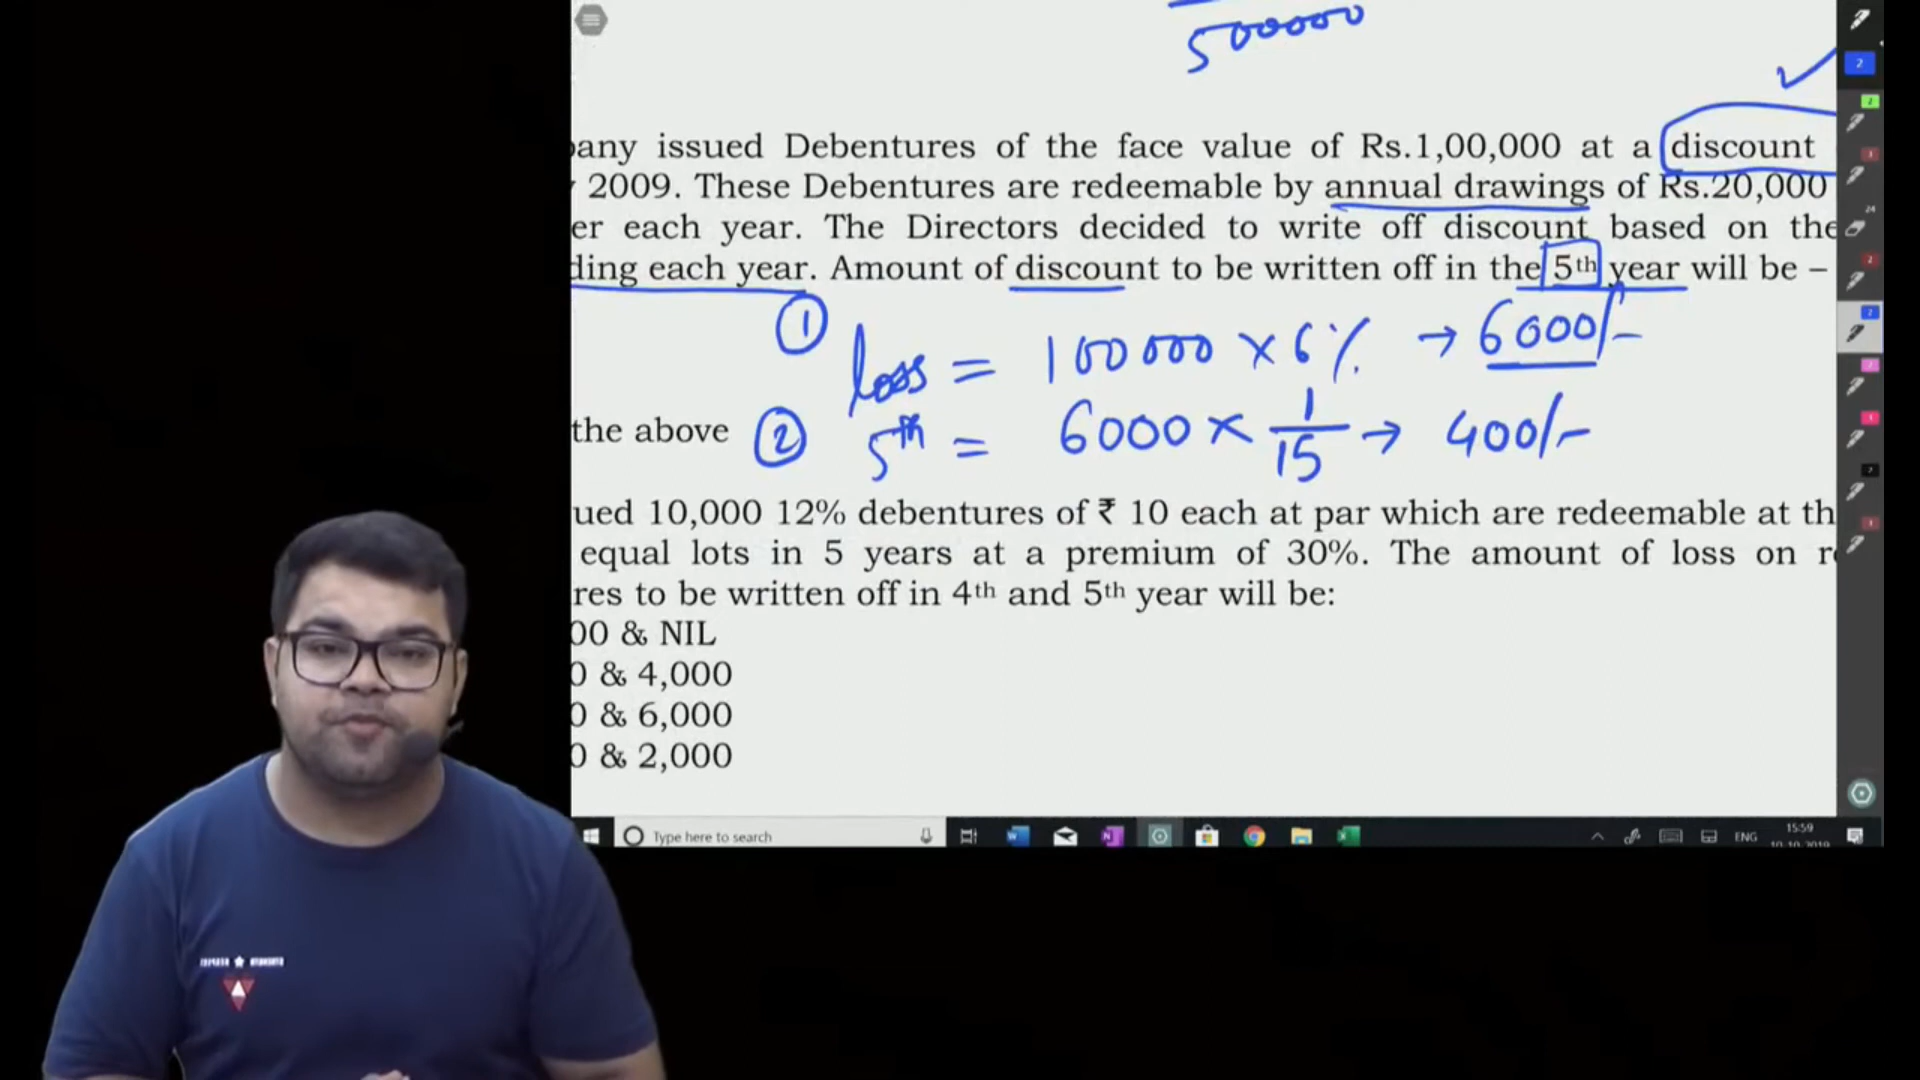 500000
any issued Debentures of the face value of Rs.1,00,000 at a discount
2009. These Debentures are redeemable by annual drawings of Rs.20,000
er each year. The Directors decided to write off discount based on the
ding each year. Amount of discount to be written off in the 5th year will be –
① loss = 100000 × 6% → 6000/-
the above
② 5th = 6000 × 1/15 → 400/-
ued 10,000 12% debentures of ₹ 10 each at par which are redeemable at th
equal lots in 5 years at a premium of 30%. The amount of loss on r
res to be written off in 4th and 5th year will be:
00 & NIL
0 & 4,000
0 & 6,000
0 & 2,000
Type here to search
ENG
15:59
10-10-2019